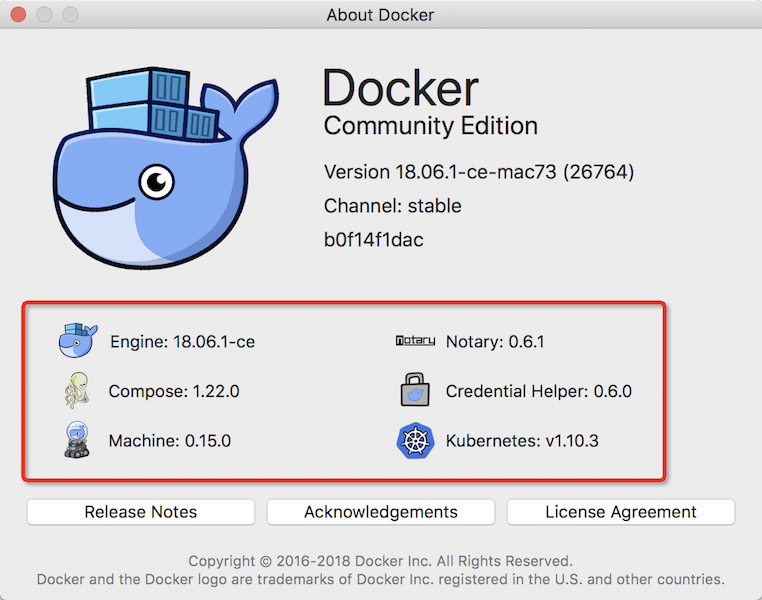 About Docker
Docker
Community Edition
Version 18.06.1-ce-mac73 (26764)
Channel: stable
b0f14f1dac
Engine: 18.06.1-ce
notary Notary: 0.6.1
Compose: 1.22.0
Credential Helper: 0.6.0
Machine: 0.15.0
Kubernetes: v1.10.3
Release Notes
Acknowledgements
License Agreement
Copyright © 2016-2018 Docker Inc. All Rights Reserved.
Docker and the Docker logo are trademarks of Docker Inc. registered in the U.S. and other countries.